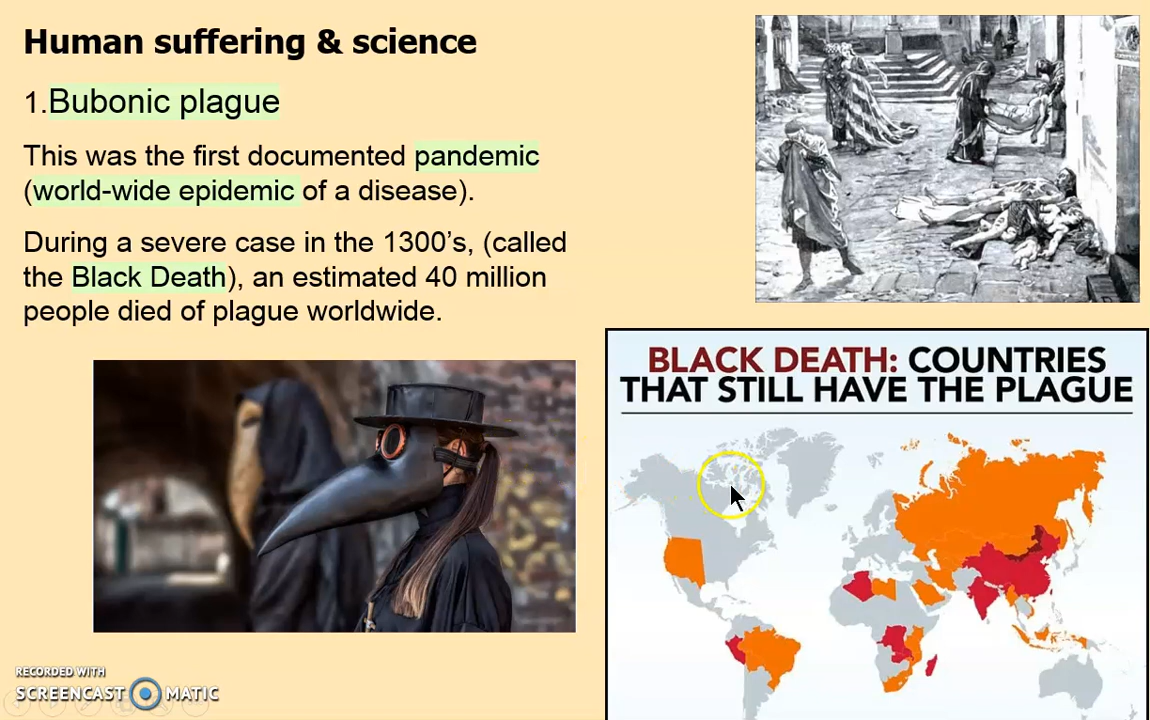 Human suffering & science
1.Bubonic plague
This was the first documented pandemic
(world-wide epidemic of a disease).
During a severe case in the 1300’s, (called
the Black Death), an estimated 40 million
people died of plague worldwide.
BLACK DEATH: COUNTRIES
THAT STILL HAVE THE PLAGUE
RECORDED WITH
SCREENCAST MATIC